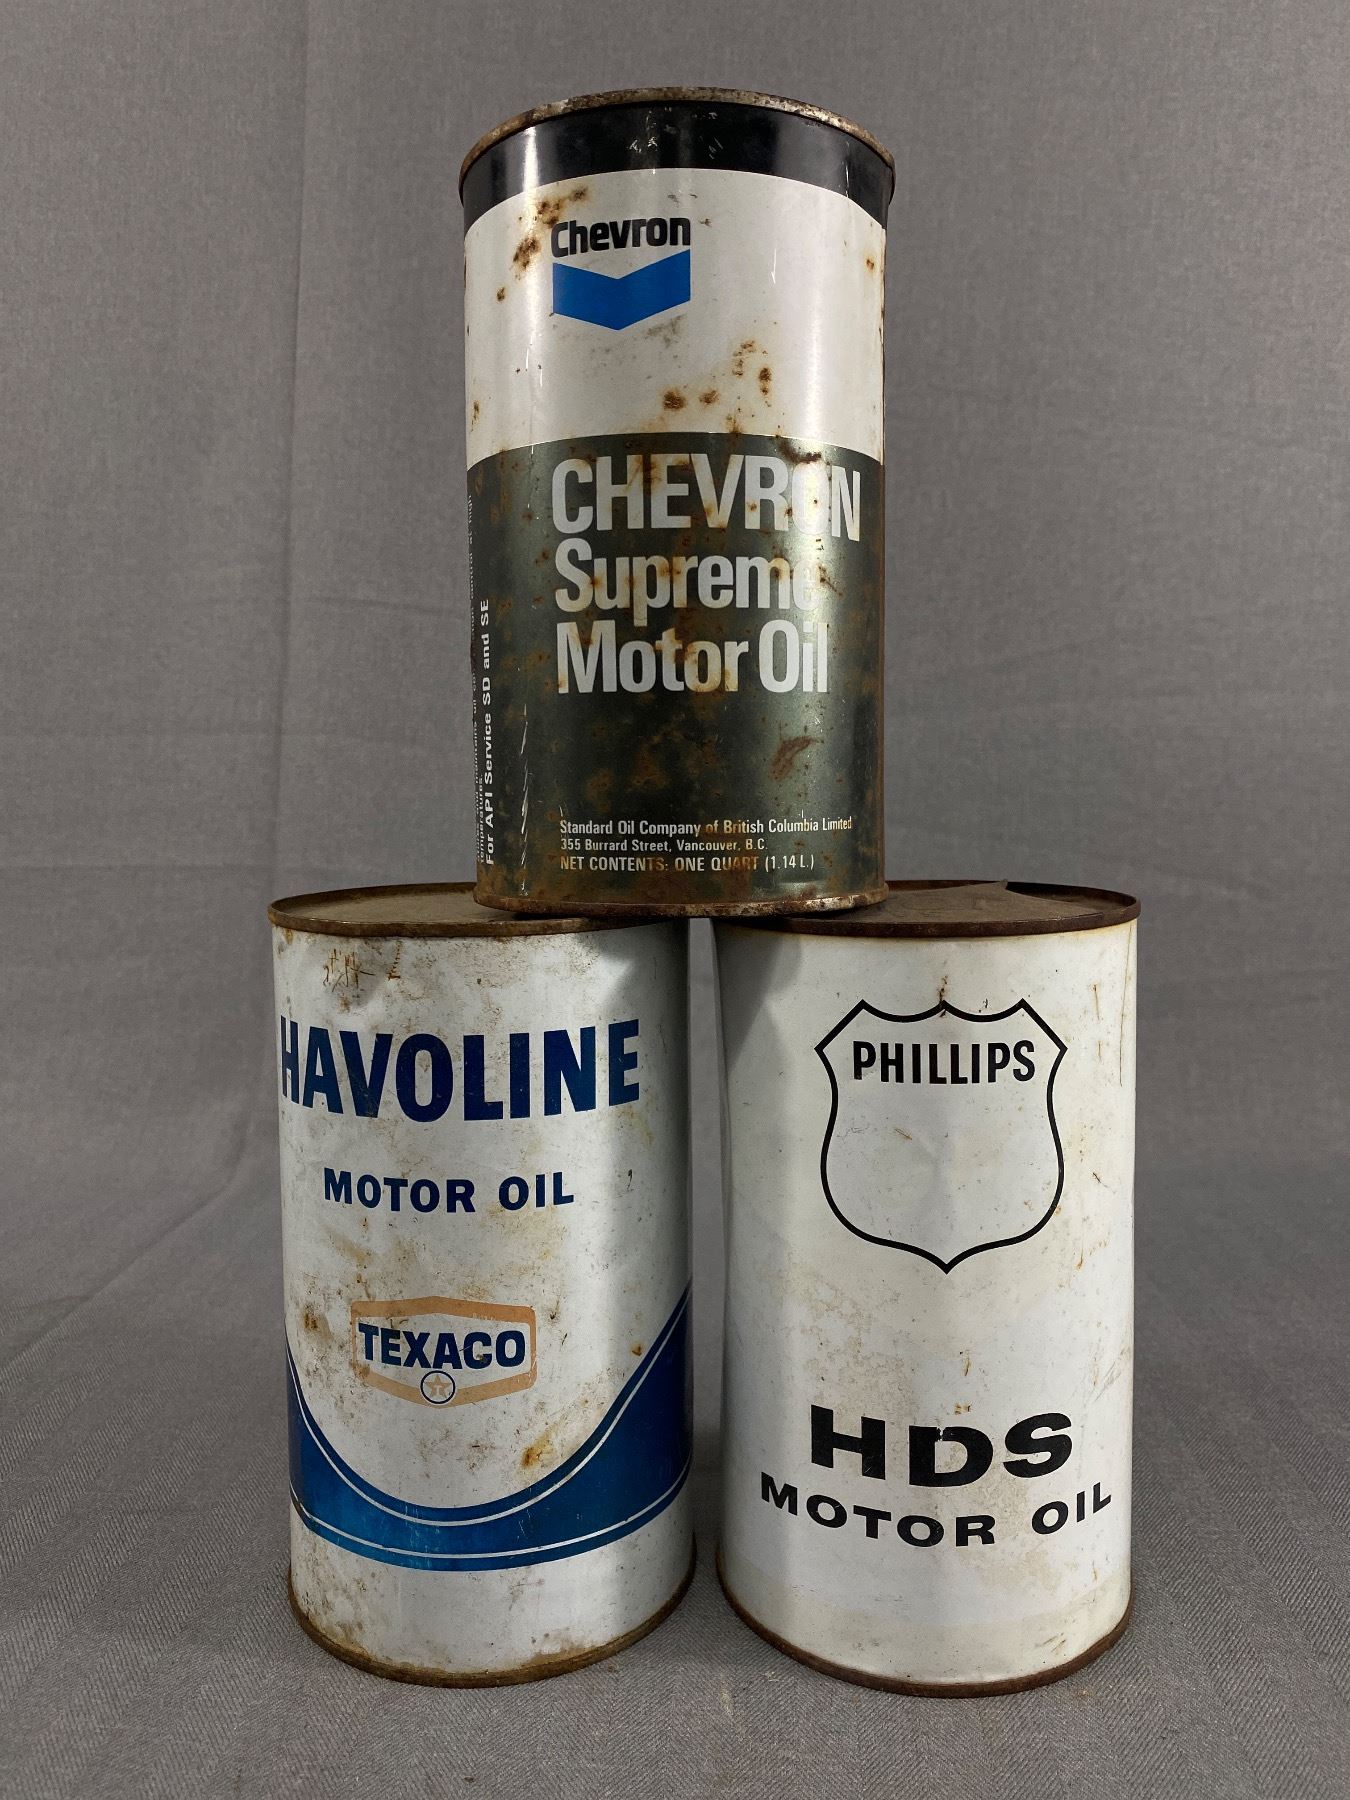 Chevron
CHEVRON
Supreme
Motor Oil
For API Service SD and SE
temperatures.
Standard Oil Company of British Columbia Limited
355 Burrard Street, Vancouver, B.C.
NET CONTENTS: ONE QUART (1.14 L.)
HAVOLINE
MOTOR OIL
TEXACO
T
PHILLIPS
HDS
MOTOR OIL